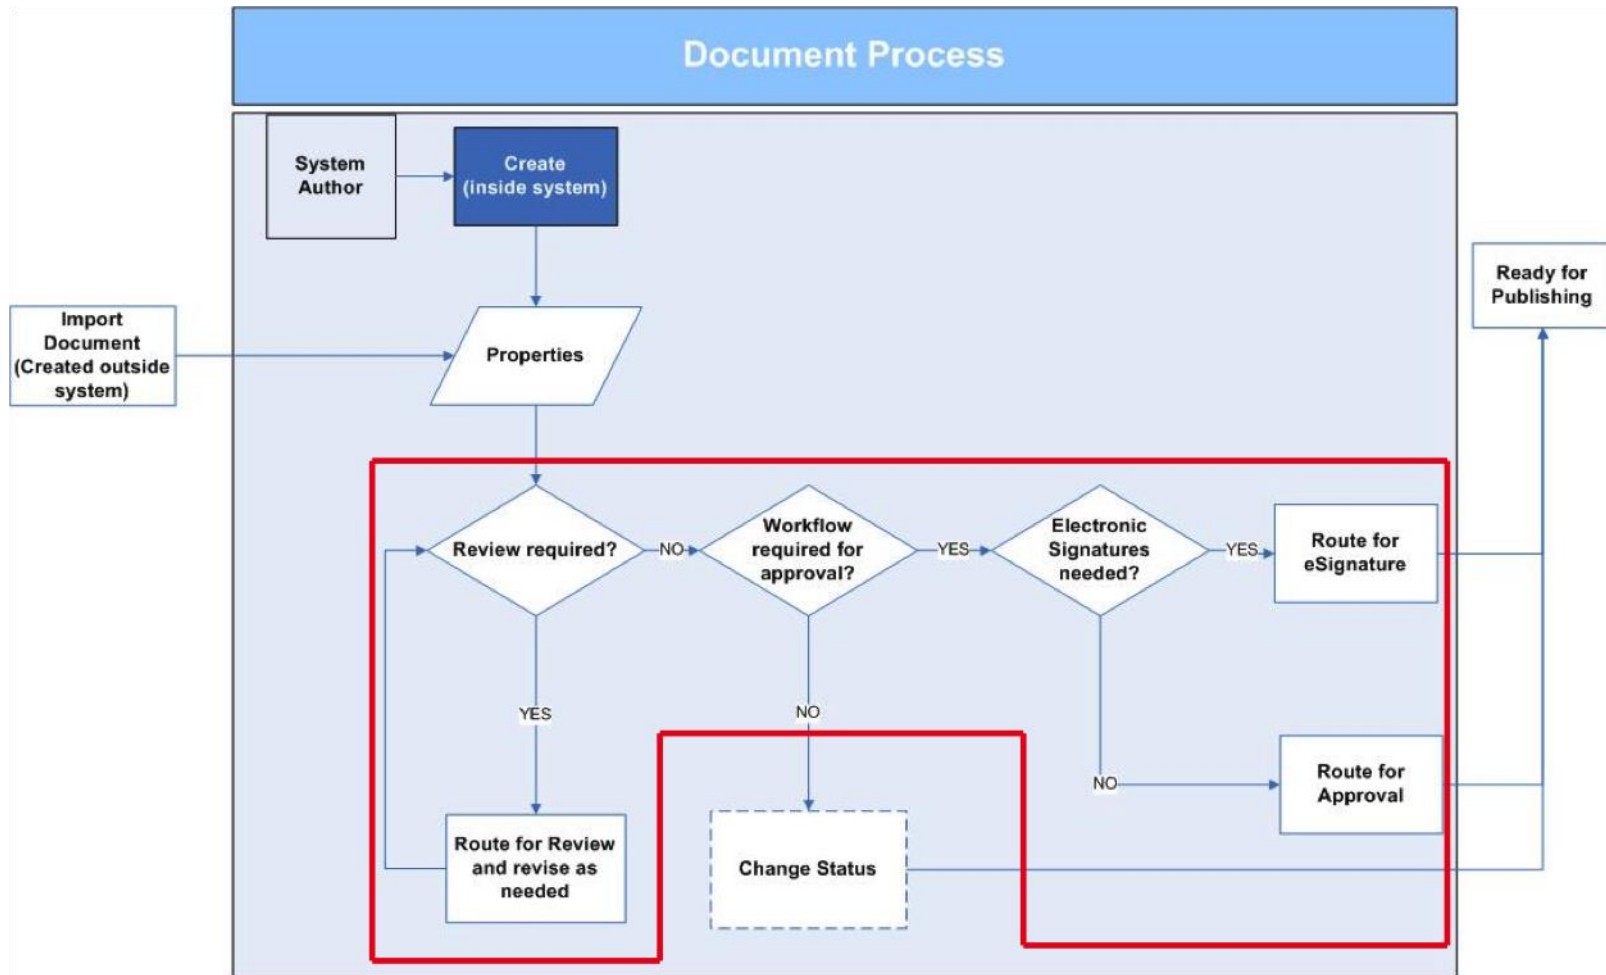 Document Process
System
Author
Create
(inside system)
Ready for
Publishing
Import
Document
(Created outside
system)
Properties
Review required?
NO
Workflow
required for
approval?
YES
Electronic
Signatures
needed?
YES
Route for
eSignature
YES
NO
NO
Route for
Approval
Route for Review
and revise as
needed
Change Status